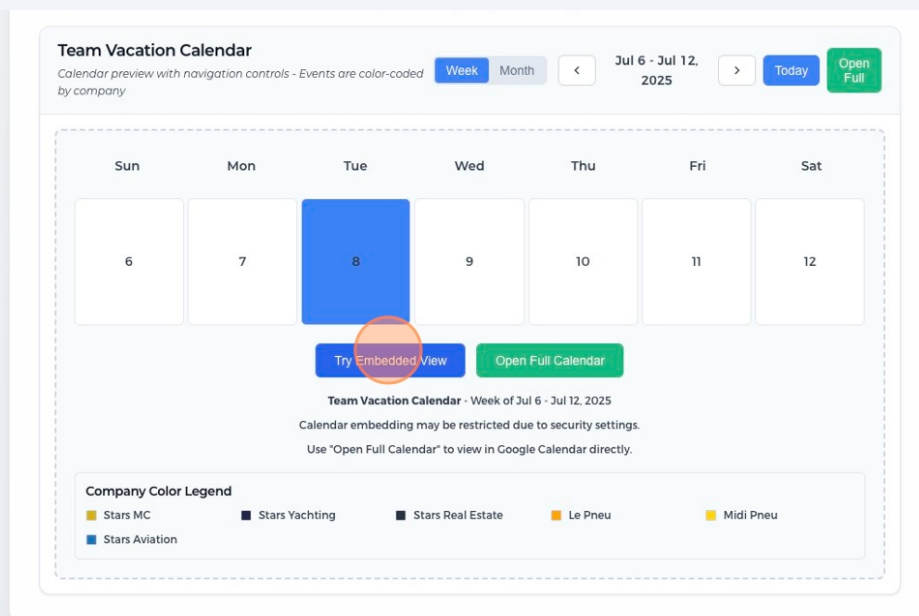 Team Vacation Calendar
Calendar preview with navigation controls - Events are color-coded
by company
Week Month
<
Jul 6 - Jul 12,
2025
>
Today
Open
Full
Sun Mon Tue Wed Thu Fri Sat
6 7 8 9 10 11 12
Try Embedded View Open Full Calendar
Team Vacation Calendar - Week of Jul 6 - Jul 12, 2025
Calendar embedding may be restricted due to security settings.
Use "Open Full Calendar" to view in Google Calendar directly.
Company Color Legend
Stars MC Stars Yachting Stars Real Estate Le Pneu Midi Pneu
Stars Aviation